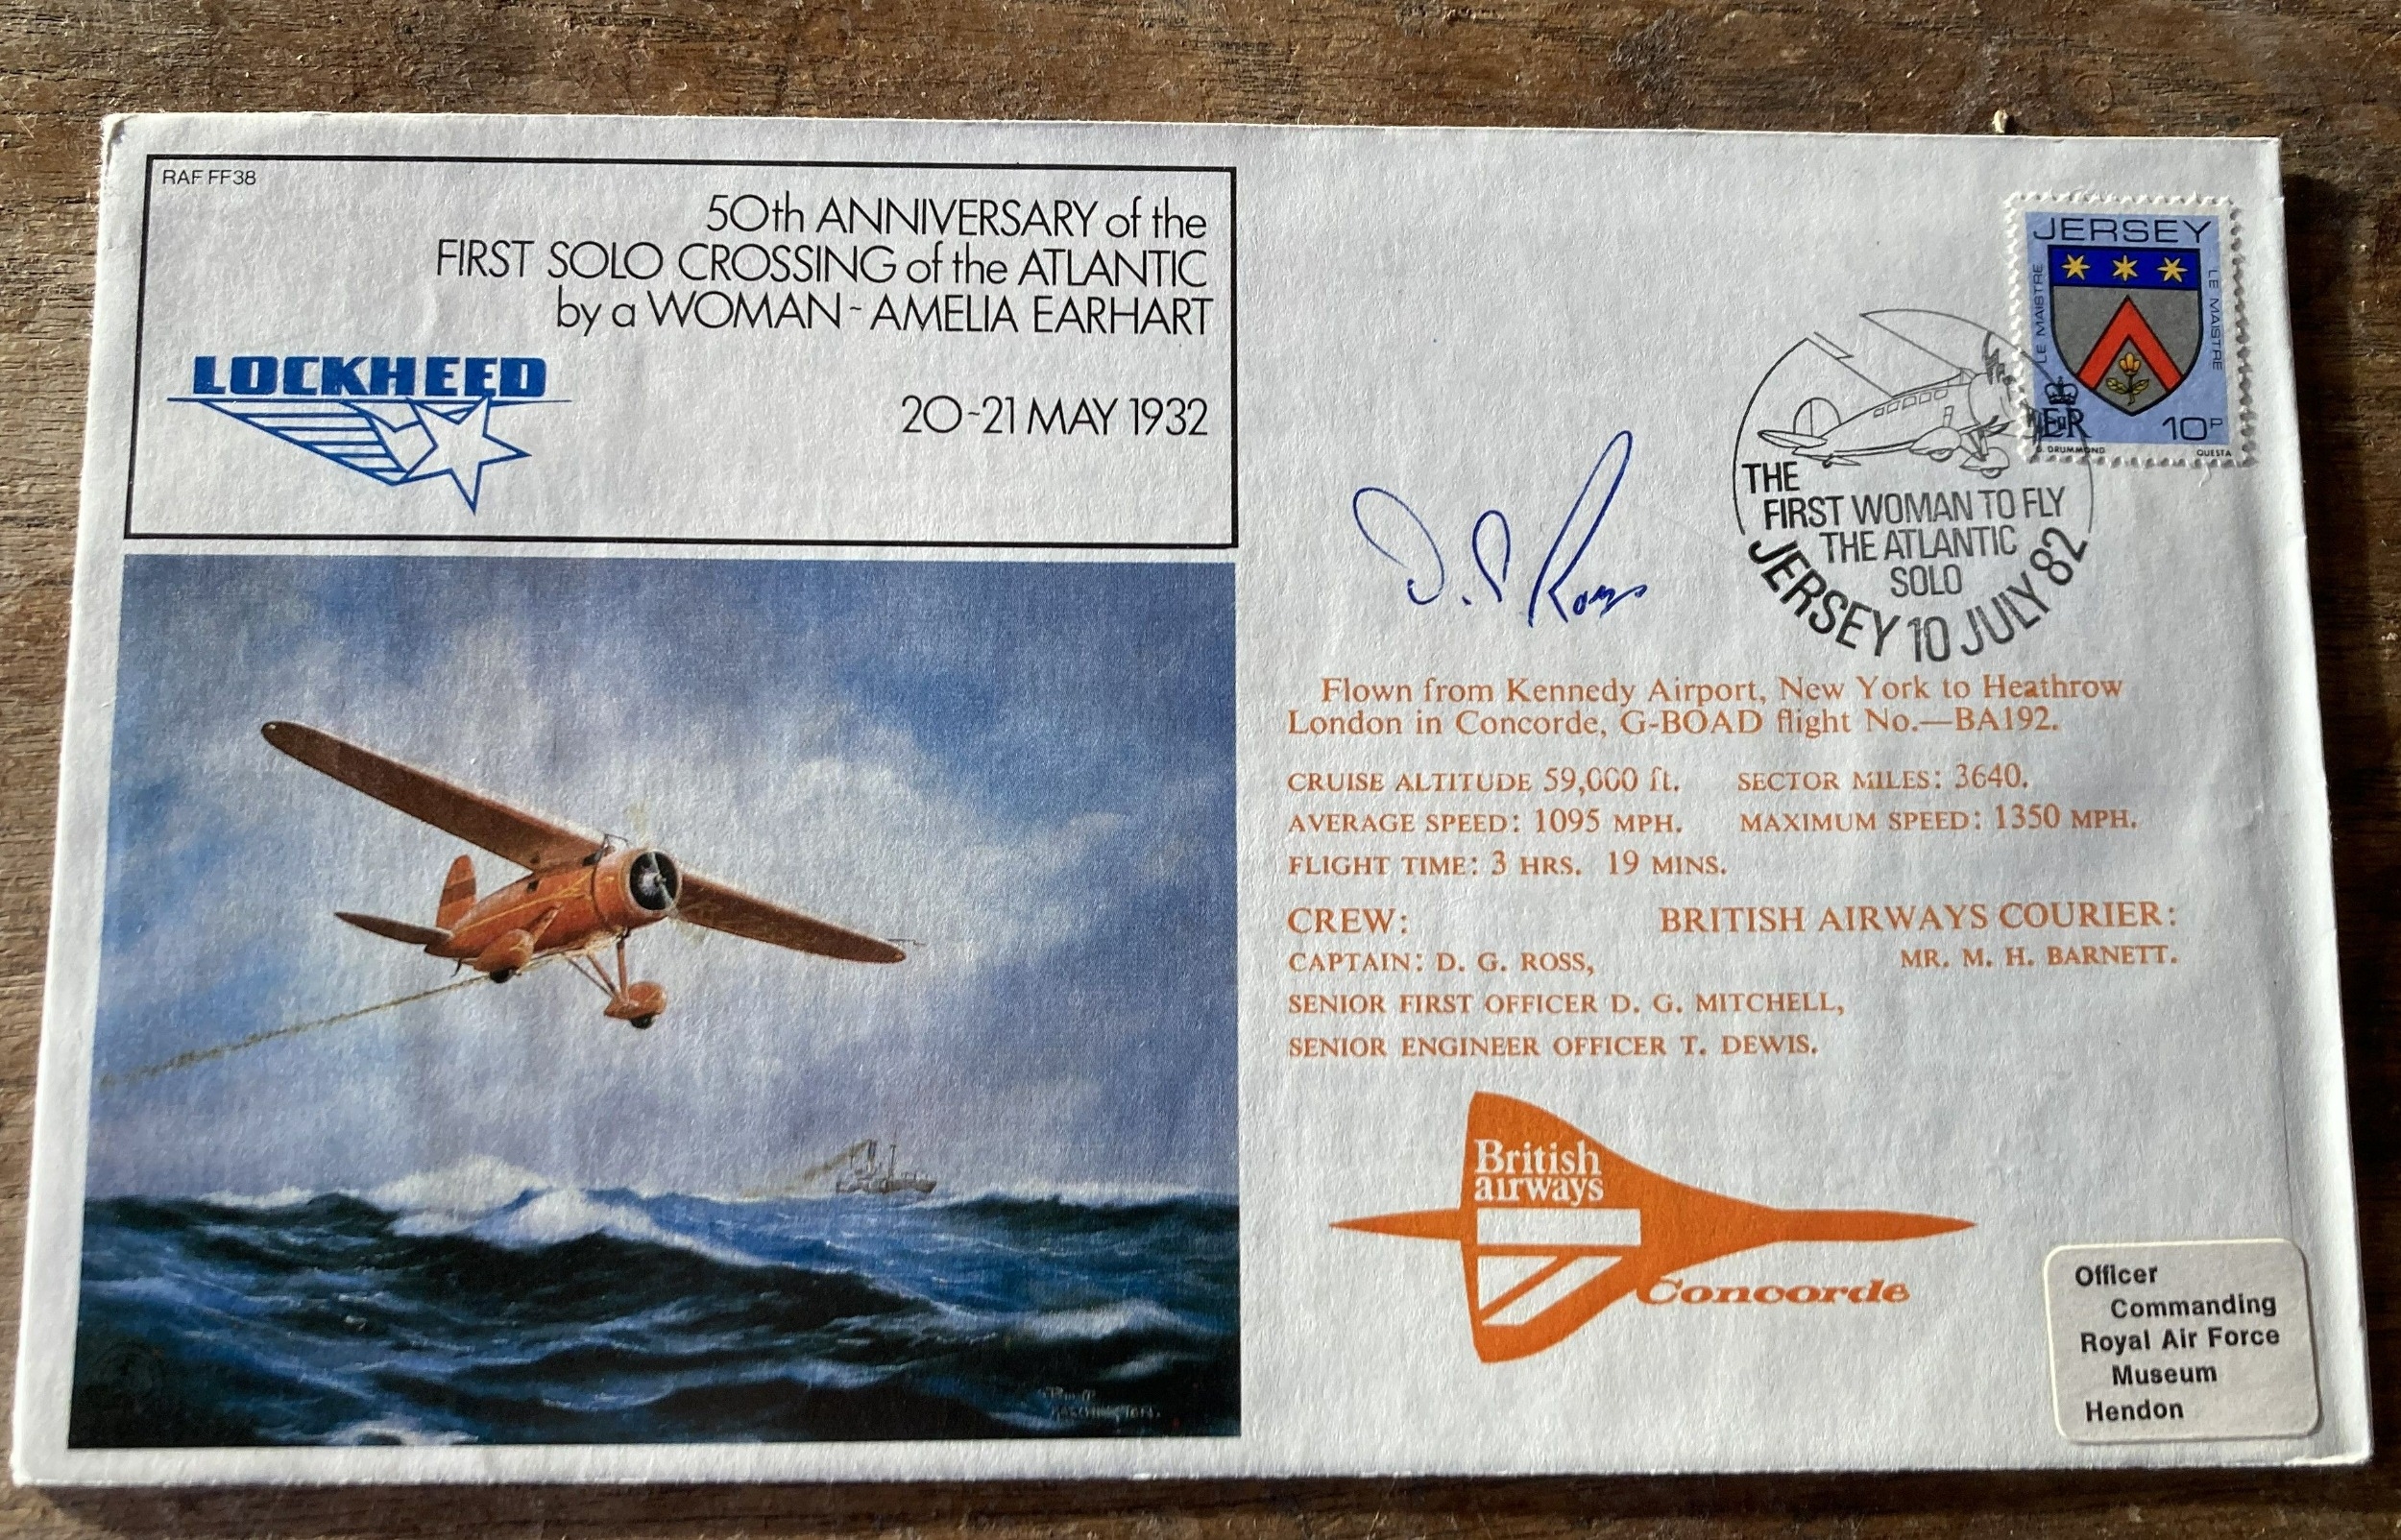 RAF FF38
50th ANNIVERSARY of the
FIRST SOLO CROSSING of the ATLANTIC
by a WOMAN - AMELIA EARHART
LOCKHEED
20-21 MAY 1932
JERSEY
LE MAISTRE
LE MAISTRE
ER
10P
G. DRUMMOND
QUESTA
THE
FIRST WOMAN TO FLY
THE ATLANTIC
SOLO
JERSEY 10 JULY 82
Flown from Kennedy Airport, New York to Heathrow
London in Concorde, G-BOAD flight No.—BA192.
CRUISE ALTITUDE 59,000 ft. SECTOR MILES: 3640.
AVERAGE SPEED: 1095 MPH. MAXIMUM SPEED: 1350 MPH.
FLIGHT TIME: 3 HRS. 19 MINS.
CREW: BRITISH AIRWAYS COURIER:
CAPTAIN: D. G. ROSS, MR. M. H. BARNETT.
SENIOR FIRST OFFICER D. G. MITCHELL,
SENIOR ENGINEER OFFICER T. DEWIS.
British
airways
Concorde
Officer
Commanding
Royal Air Force
Museum
Hendon